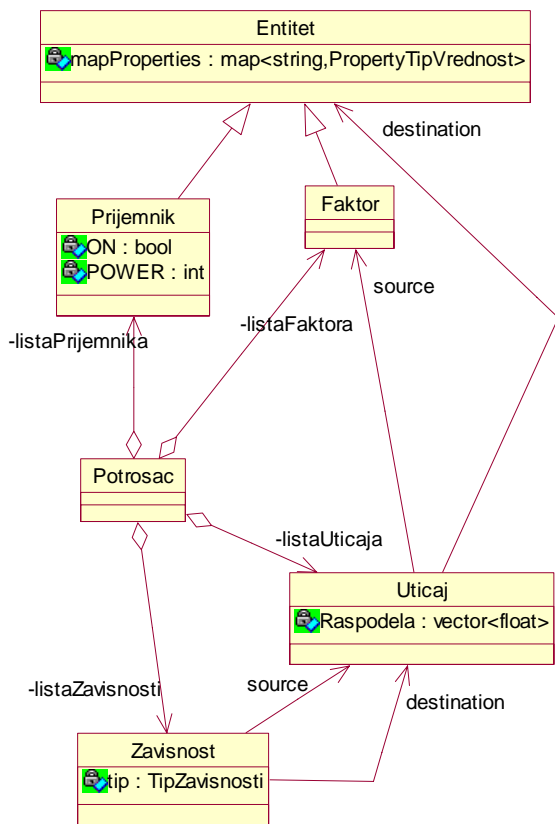 Entitet
mapProperties : map<string,PropertyTipVrednost>
destination
Prijemnik
ON : bool
POWER : int
Faktor
source
-listaFaktora
-listaPrijemnika
Potrosac
-listaUticaja
Uticaj
Raspodela : vector<float>
-listaZavisnosti
source
destination
Zavisnost
tip : TipZavisnosti